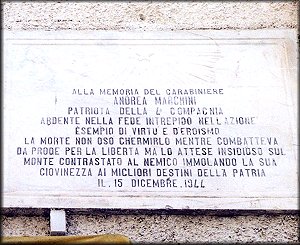 ALLA MEMORIA DEL CARABINIERE
ANDREA MARCHINI
PATRIOTA DELLA 4 COMPAGNIA
ARDENTE NELLA FEDE INTREPIDO NELL'AZIONE
ESEMPIO DI VIRTU E D'EROISMO
LA MORTE NON OSO CHERMIRLO MENTRE COMBATTEVA
DA PRODE PER LA LIBERTA MA LO ATTESE INSIDIOSO SUL
MONTE CONTRASTATO AL NEMICO IMMOLANDO LA SUA
GIOVINEZZA AI MIGLIORI DESTINI DELLA PATRIA
IL 15 DICEMBRE 1944